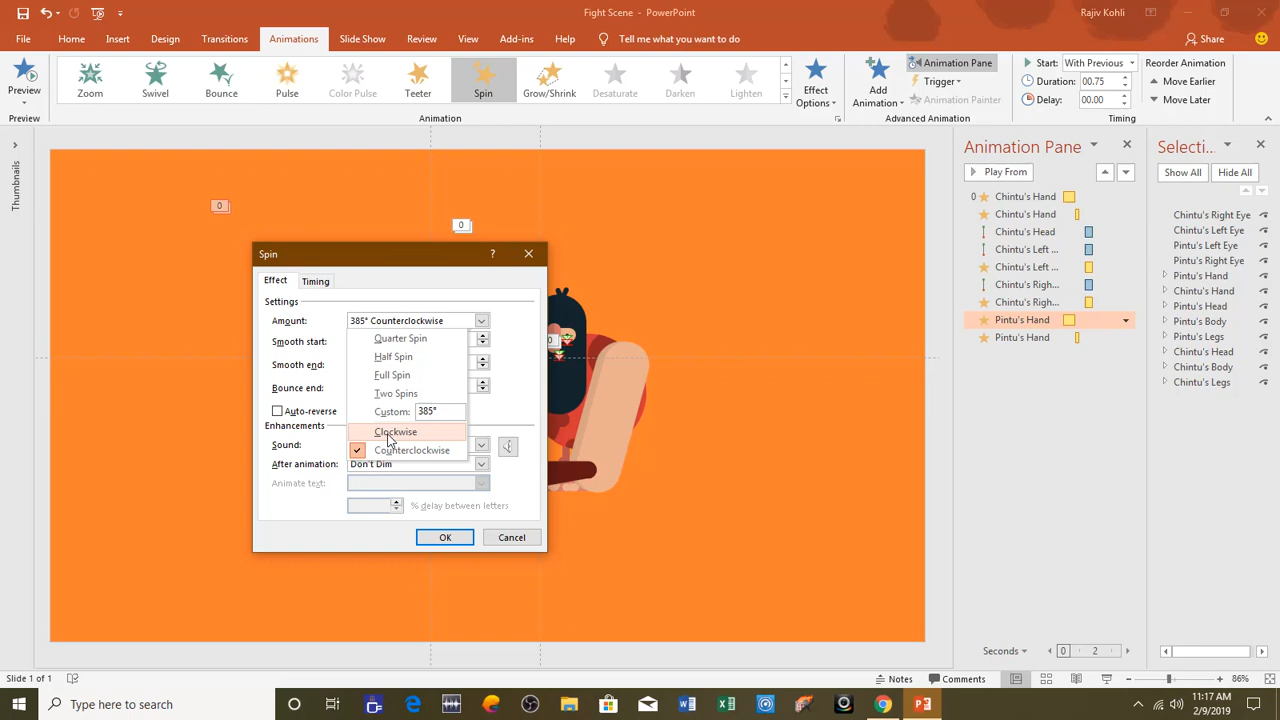 Fight Scene - PowerPoint
Rajiv Kohli
File Home Insert Design Transitions Animations Slide Show Review View Add-ins Help Tell me what you want to do Share
Preview
Zoom Swivel Bounce Pulse Color Pulse Teeter Spin Grow/Shrink Desaturate Darken Lighten
Effect Options
Add Animation
Animation Pane
Trigger
Animation Painter
Start: With Previous
Duration: 00.75
Delay: 00.00
Reorder Animation
Move Earlier
Move Later
Preview Animation Advanced Animation Timing
Thumbnails
0
0
0
Spin
?
Effect Timing
Settings
Amount: 385° Counterclockwise
Smooth start:
Smooth end:
Bounce end:
Auto-reverse
Quarter Spin
Half Spin
Full Spin
Two Spins
Custom: 385°
Clockwise
Counterclockwise
Enhancements
Sound:
After animation: Don't Dim
Animate text:
% delay between letters
OK Cancel
Animation Pane
Play From
0 Chintu's Hand
Chintu's Hand
Chintu's Head
Chintu's Left ...
Chintu's Left ...
Chintu's Righ...
Chintu's Righ...
Pintu's Hand
Pintu's Hand
Seconds 0 2
Selecti...
Show All Hide All
Chintu's Right Eye
Chintu's Left Eye
Pintu's Left Eye
Pintu's Right Eye
Pintu's Hand
Chintu's Hand
Pintu's Head
Pintu's Body
Pintu's Legs
Chintu's Head
Chintu's Body
Chintu's Legs
Slide 1 of 1
Notes Comments 86%
Type here to search
11:17 AM
2/9/2019